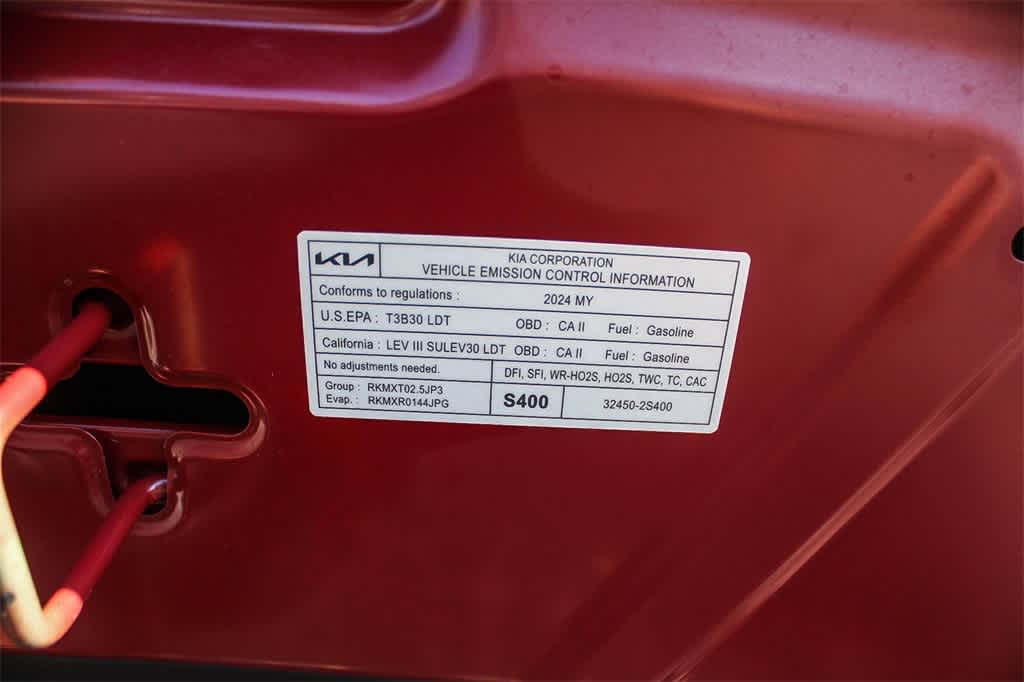 KIA
KIA CORPORATION
VEHICLE EMISSION CONTROL INFORMATION
Conforms to regulations : 2024 MY
U.S.EPA : T3B30 LDT OBD : CA II Fuel : Gasoline
California : LEV III SULEV30 LDT OBD : CA II Fuel : Gasoline
No adjustments needed. DFI, SFI, WR-HO2S, HO2S, TWC, TC, CAC
Group : RKMXT02.5JP3
Evap. : RKMXR0144JPG
S400 32450-2S400